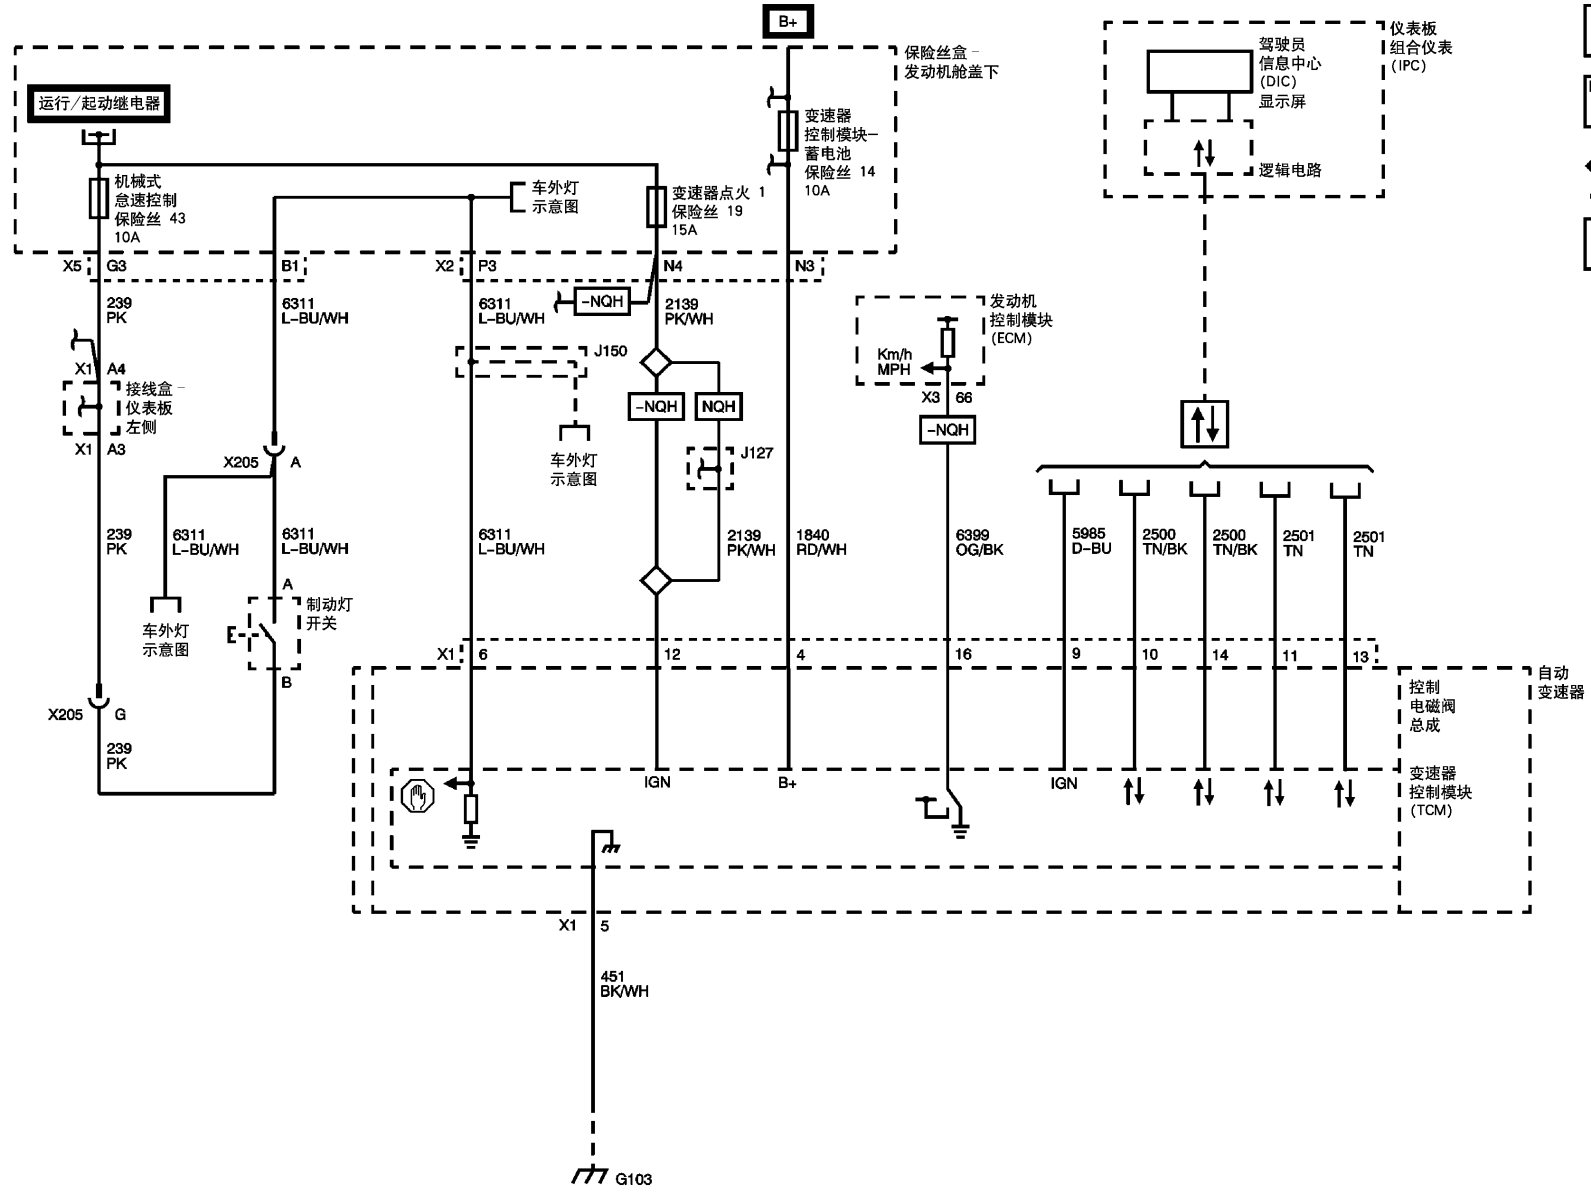 B+
保险丝盒 -
发动机舱盖下
仪表板
组合仪表
(IPC)
驾驶员
信息中心
(DIC)
显示屏
逻辑电路
运行/起动继电器
变速器
控制模块-
蓄电池
保险丝 14
10A
机械式
怠速控制
保险丝 43
10A
车外灯
示意图
变速器点火 1
保险丝 19
15A
X5
G3
B1
X2
P3
N4
N3
239
PK
6311
L-BU/WH
6311
L-BU/WH
-NQH
2139
PK/WH
发动机
控制模块
(ECM)
Km/h
MPH
X3
66
-NQH
J150
X1
A4
接线盒 -
仪表板
左侧
X1
A3
-NQH
NQH
J127
车外灯
示意图
X205
A
239
PK
6311
L-BU/WH
6311
L-BU/WH
6311
L-BU/WH
2139
PK/WH
1840
RD/WH
6399
OG/BK
5985
D-BU
2500
TN/BK
2500
TN/BK
2501
TN
2501
TN
A
制动灯
开关
B
车外灯
示意图
X205
G
239
PK
X1
6
12
4
16
9
10
14
11
13
自动
变速器
控制
电磁阀
总成
变速器
控制模块
(TCM)
IGN
B+
IGN
X1
5
451
BK/WH
G103